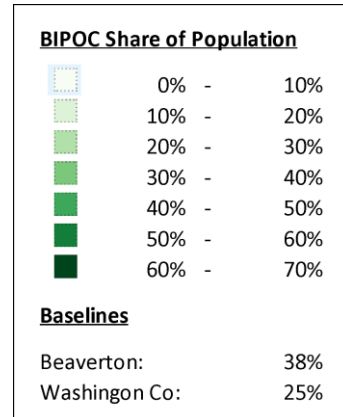 BIPOC Share of Population
0% - 10%
10% - 20%
20% - 30%
30% - 40%
40% - 50%
50% - 60%
60% - 70%
Baselines
Beaverton: 38%
Washingon Co: 25%